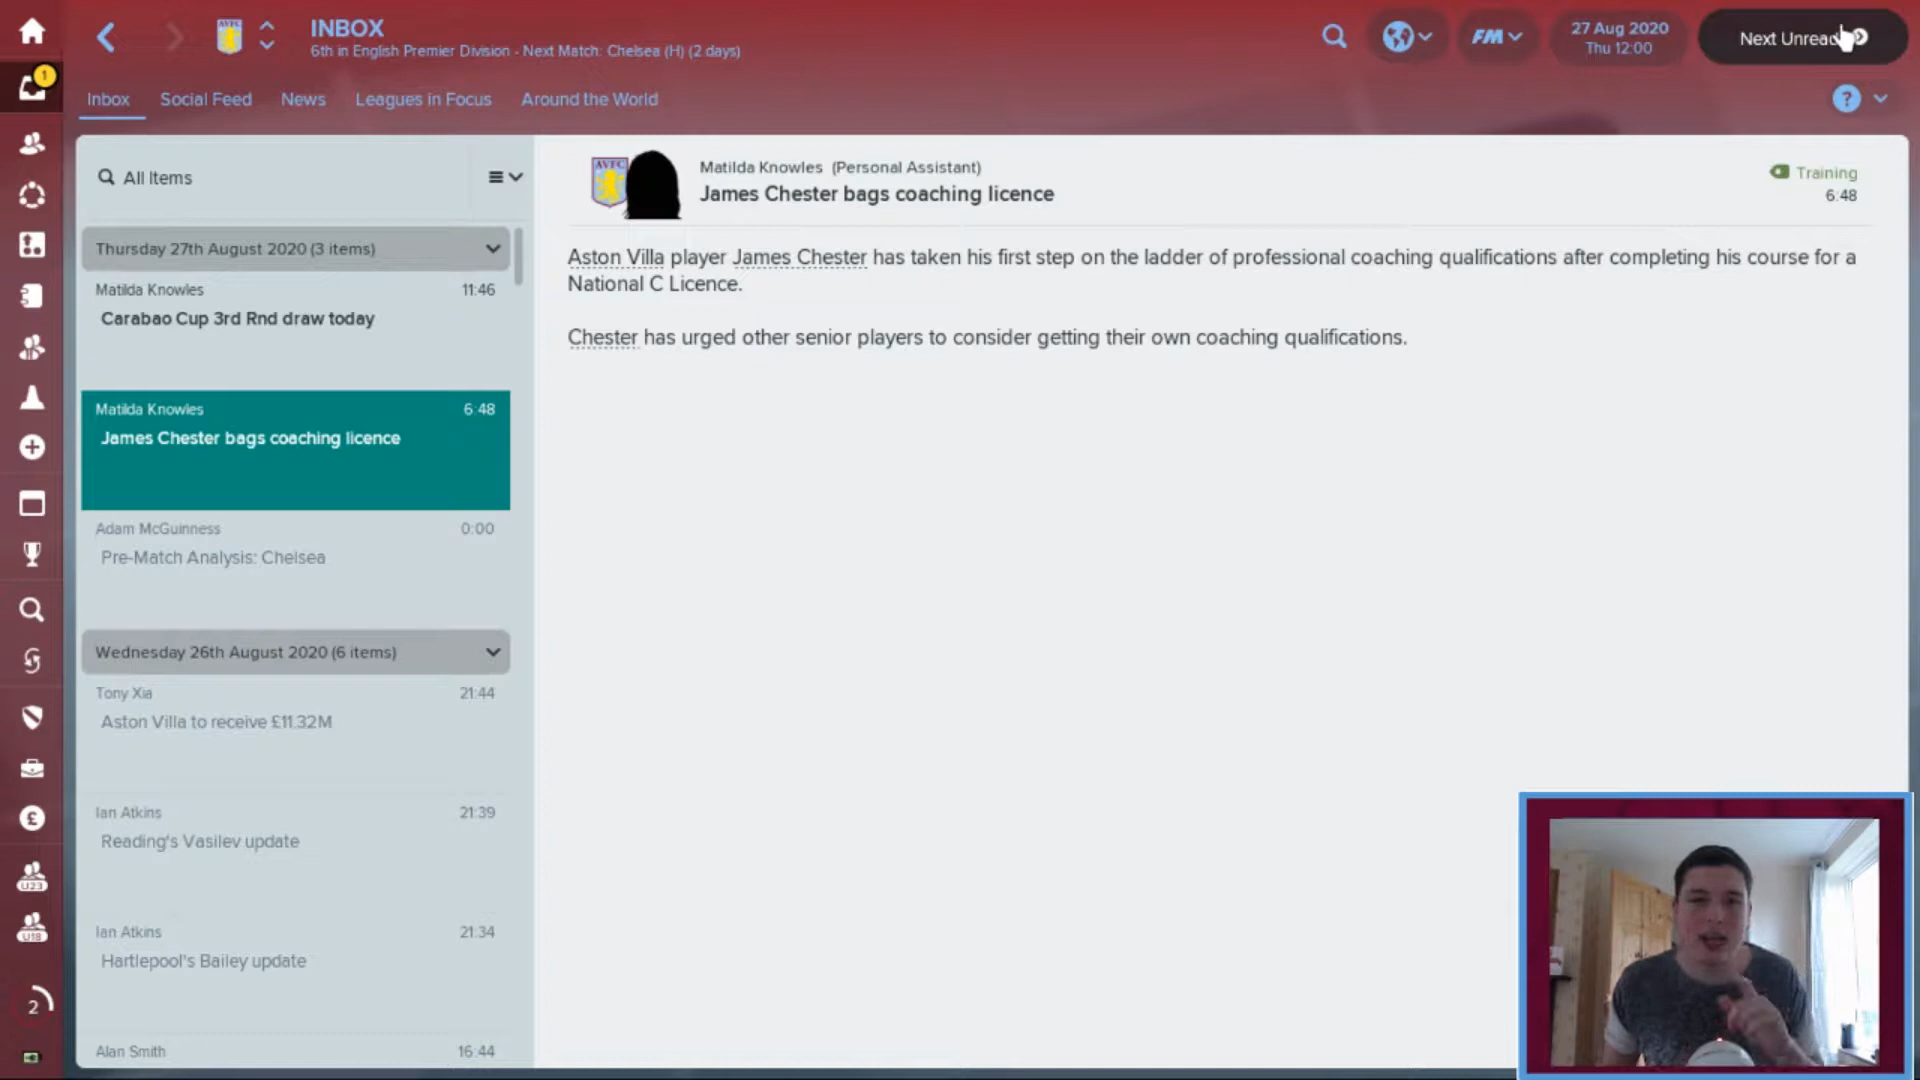 INBOX
6th in English Premier Division - Next Match: Chelsea (H) (2 days)
FM
27 Aug 2020
Thu 12:00
Next Unread
1
Inbox
Social Feed
News
Leagues in Focus
Around the World
?
All Items
Thursday 27th August 2020 (3 items)
Matilda Knowles
11:46
Carabao Cup 3rd Rnd draw today
Matilda Knowles
6:48
James Chester bags coaching licence
Adam McGuinness
0:00
Pre-Match Analysis: Chelsea
Wednesday 26th August 2020 (6 items)
Tony Xia
21:44
Aston Villa to receive £11.32M
Ian Atkins
21:39
Reading's Vasilev update
Ian Atkins
21:34
Hartlepool's Bailey update
Alan Smith
16:44
AVFC
Matilda Knowles (Personal Assistant)
James Chester bags coaching licence
Training
6:48
Aston Villa player James Chester has taken his first step on the ladder of professional coaching qualifications after completing his course for a
National C Licence.
Chester has urged other senior players to consider getting their own coaching qualifications.
£
U23
U18
2